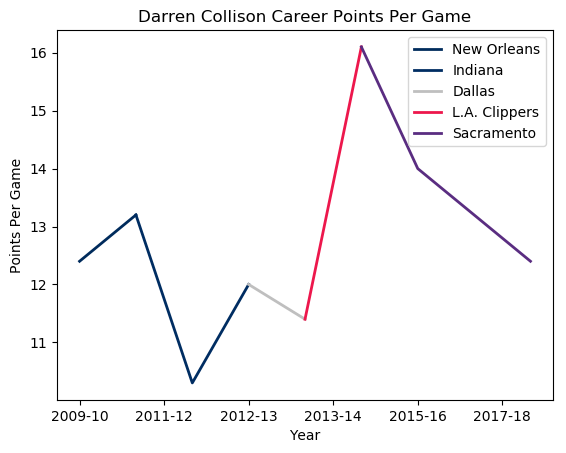 Darren Collison Career Points Per Game
16
15
14
13
12
11
Points Per Game
New Orleans
Indiana
Dallas
L.A. Clippers
Sacramento
2009-10 2011-12 2012-13 2013-14 2015-16 2017-18
Year